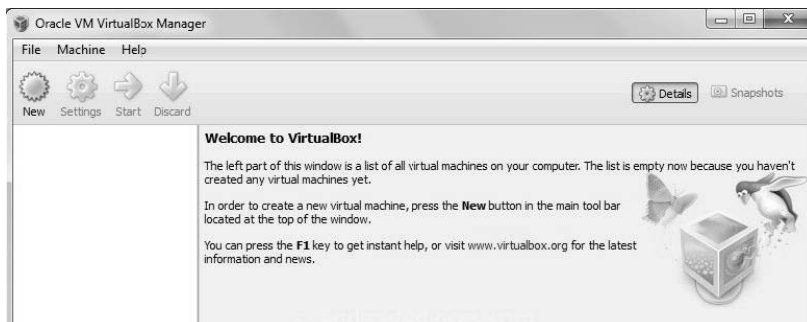 Oracle VM VirtualBox Manager
File Machine Help
New Settings Start Discard Details Snapshots
Welcome to VirtualBox!
The left part of this window is a list of all virtual machines on your computer. The list is empty now because you haven't
created any virtual machines yet.
In order to create a new virtual machine, press the New button in the main tool bar
located at the top of the window.
You can press the F1 key to get instant help, or visit www.virtualbox.org for the latest
information and news.